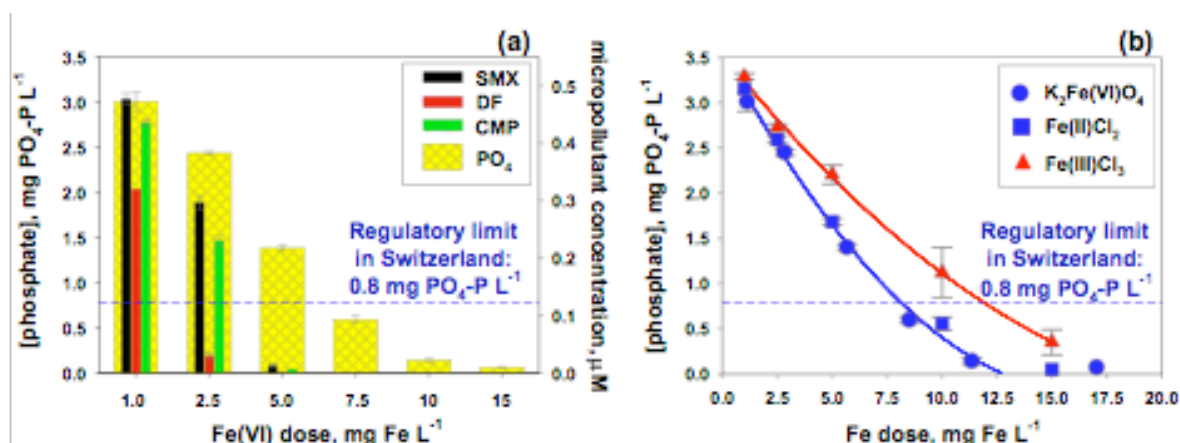 (a)
[phosphate], mg PO₄-P L⁻¹
3.5
3.0
2.5
2.0
1.5
1.0
0.5
0.0
SMX
DF
CMP
PO₄
Regulatory limit
in Switzerland:
0.8 mg PO₄-P L⁻¹
0.5
0.4
0.3
0.2
0.1
0.0
micropollutant concentration, μM
1.0 2.5 5.0 7.5 10 15
Fe(VI) dose, mg Fe L⁻¹
(b)
[phosphate], mg PO₄-P L⁻¹
3.5
3.0
2.5
2.0
1.5
1.0
0.5
0.0
K₂Fe(VI)O₄
Fe(II)Cl₂
Fe(III)Cl₃
Regulatory limit
in Switzerland:
0.8 mg PO₄-P L⁻¹
0.0 2.5 5.0 7.5 10.0 12.5 15.0 17.5 20.0
Fe dose, mg Fe L⁻¹